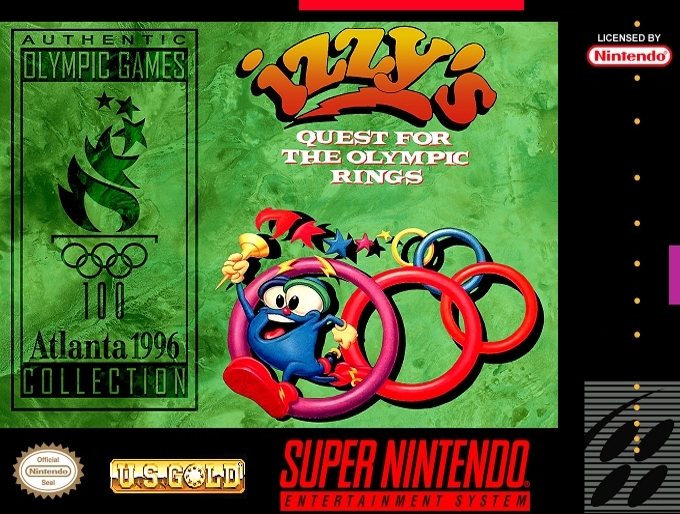 AUTHENTIC
OLYMPIC GAMES
100
Atlanta 1996
COLLECTION
izzy's
QUEST FOR
THE OLYMPIC
RINGS
LICENSED BY
Nintendo
Official
Nintendo
Seal
U.S. GOLD
SUPER NINTENDO
ENTERTAINMENT SYSTEM